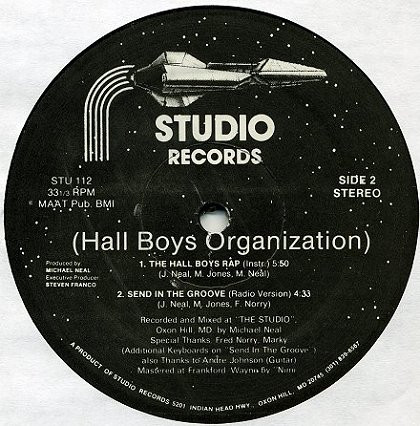 STUDIO
RECORDS
STU 112
33 1/3 RPM
MAAT Pub. BMI
SIDE 2
STEREO
(Hall Boys Organization)
Produced by
MICHAEL NEAL
Executive Producer:
STEVEN FRANCO
1. THE HALL BOYS RAP (Instr.) 5:50
(J. Neal, M. Jones, M. Neal)
2. SEND IN THE GROOVE (Radio Version) 4:33
(J. Neal, M, Jones, F. Norry)
Recorded and Mixed at "THE STUDIO",
Oxon Hill, MD. by Michael Neal
Special Thanks, Fred Norry, Marky
(Additional Keyboards on "Send In The Groove")
also Thanks to Andre Johnson (Guitar)
Mastered at Frankford, Wayne by "Nimi
A PRODUCT OF STUDIO RECORDS 5201 INDIAN HEAD HWY., OXON HILL, MD 20745 (301) 839-6567